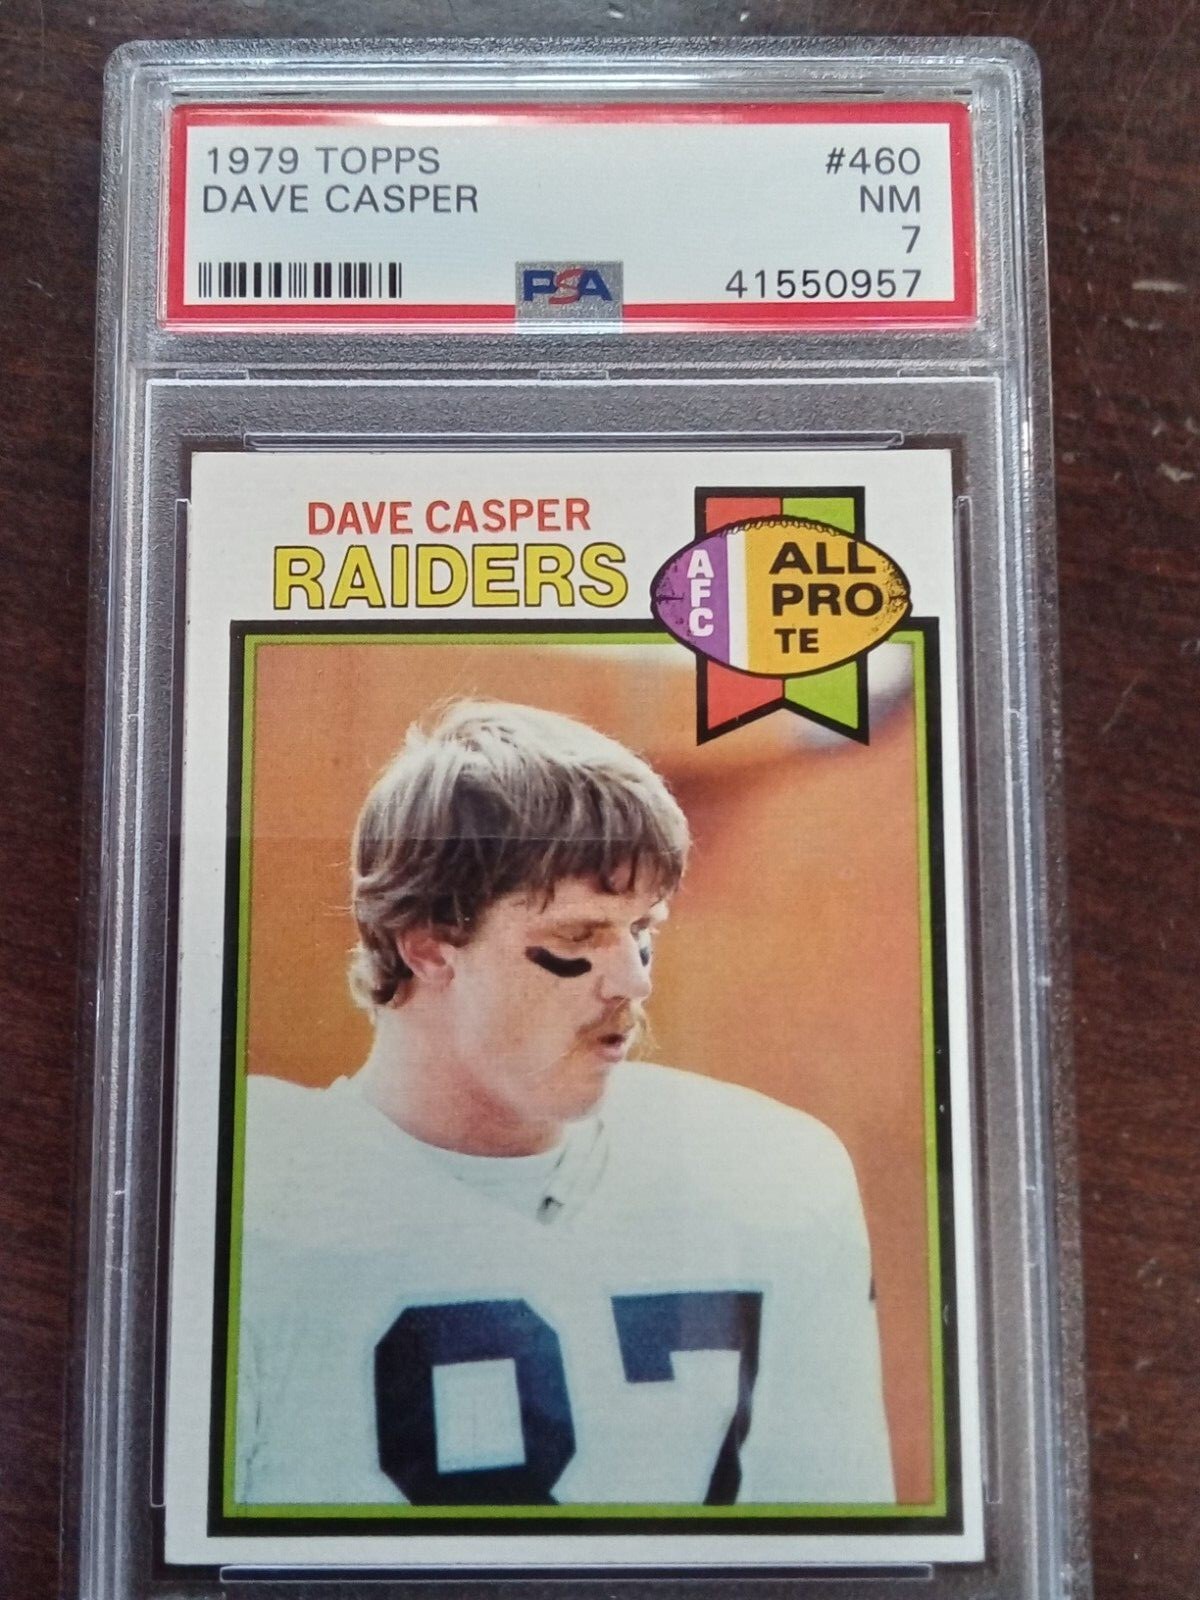 1979 TOPPS #460
DAVE CASPER NM
7
PSA 41550957
DAVE CASPER
RAIDERS
AFC
ALL
PRO
TE
87